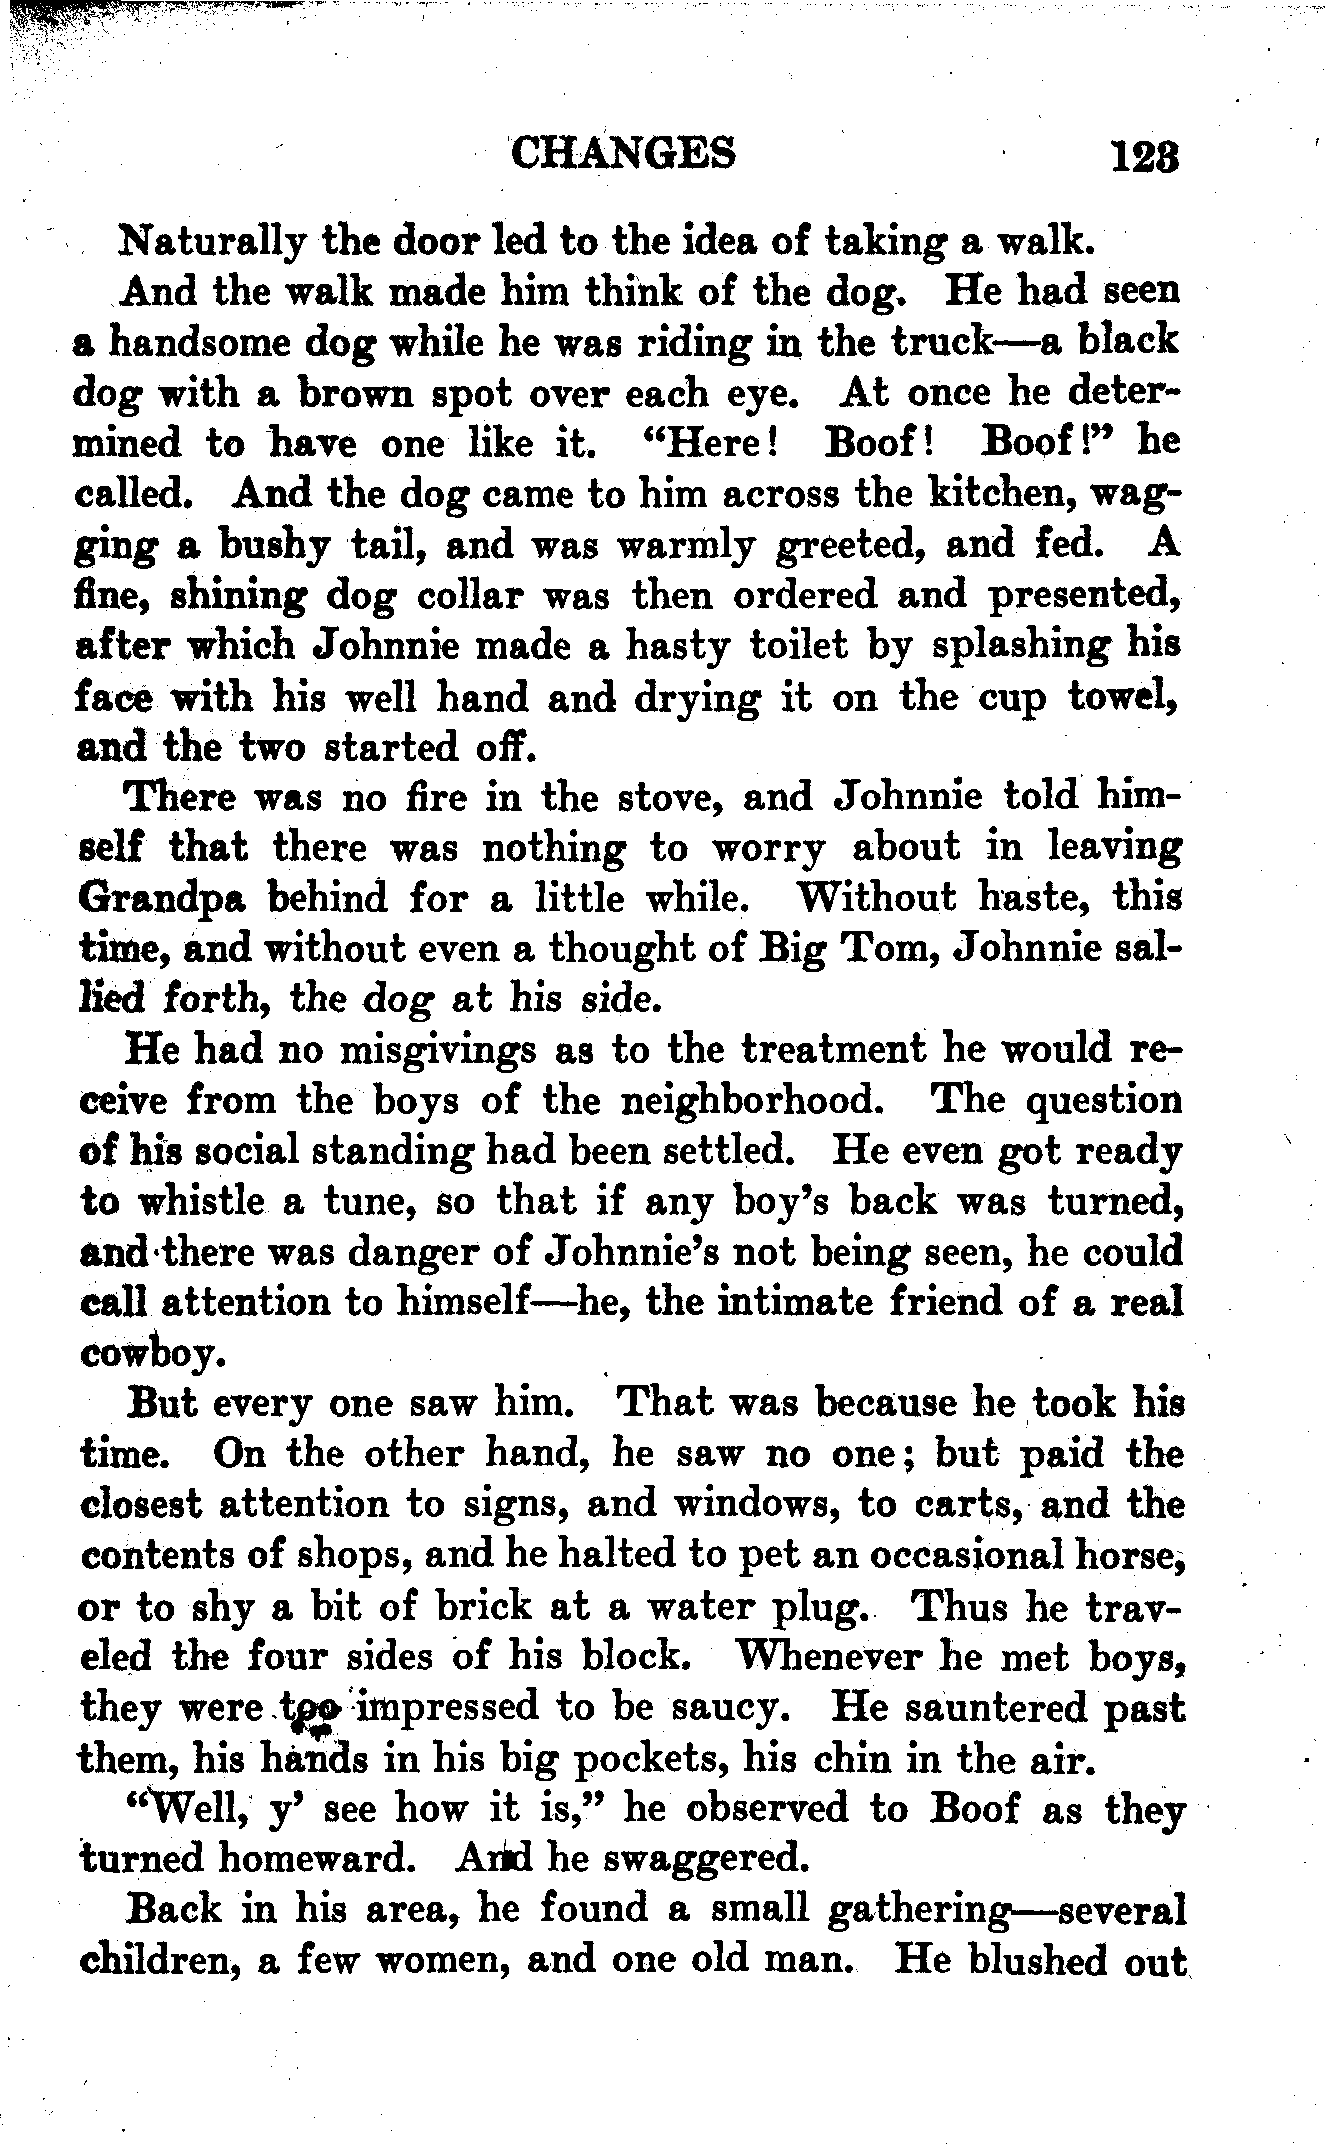 CHANGES 123
Naturally the door led to the idea of taking a walk.
And the walk made him think of the dog. He had seen
a handsome dog while he was riding in the truck—a black
dog with a brown spot over each eye. At once he deter-
mined to have one like it. “Here! Boof! Boof!” he
called. And the dog came to him across the kitchen, wag-
ging a bushy tail, and was warmly greeted, and fed. A
fine, shining dog collar was then ordered and presented,
after which Johnnie made a hasty toilet by splashing his
face with his well hand and drying it on the cup towel,
and the two started off.
There was no fire in the stove, and Johnnie told him-
self that there was nothing to worry about in leaving
Grandpa behind for a little while. Without haste, this
time, and without even a thought of Big Tom, Johnnie sal-
lied forth, the dog at his side.
He had no misgivings as to the treatment he would re-
ceive from the boys of the neighborhood. The question
of his social standing had been settled. He even got ready
to whistle a tune, so that if any boy’s back was turned,
and there was danger of Johnnie’s not being seen, he could
call attention to himself—he, the intimate friend of a real
cowboy.
But every one saw him. That was because he took his
time. On the other hand, he saw no one; but paid the
closest attention to signs, and windows, to carts, and the
contents of shops, and he halted to pet an occasional horse,
or to shy a bit of brick at a water plug. Thus he trav-
eled the four sides of his block. Whenever he met boys,
they were too impressed to be saucy. He sauntered past
them, his hands in his big pockets, his chin in the air.
“Well, y’ see how it is,” he observed to Boof as they
turned homeward. And he swaggered.
Back in his area, he found a small gathering—several
children, a few women, and one old man. He blushed out